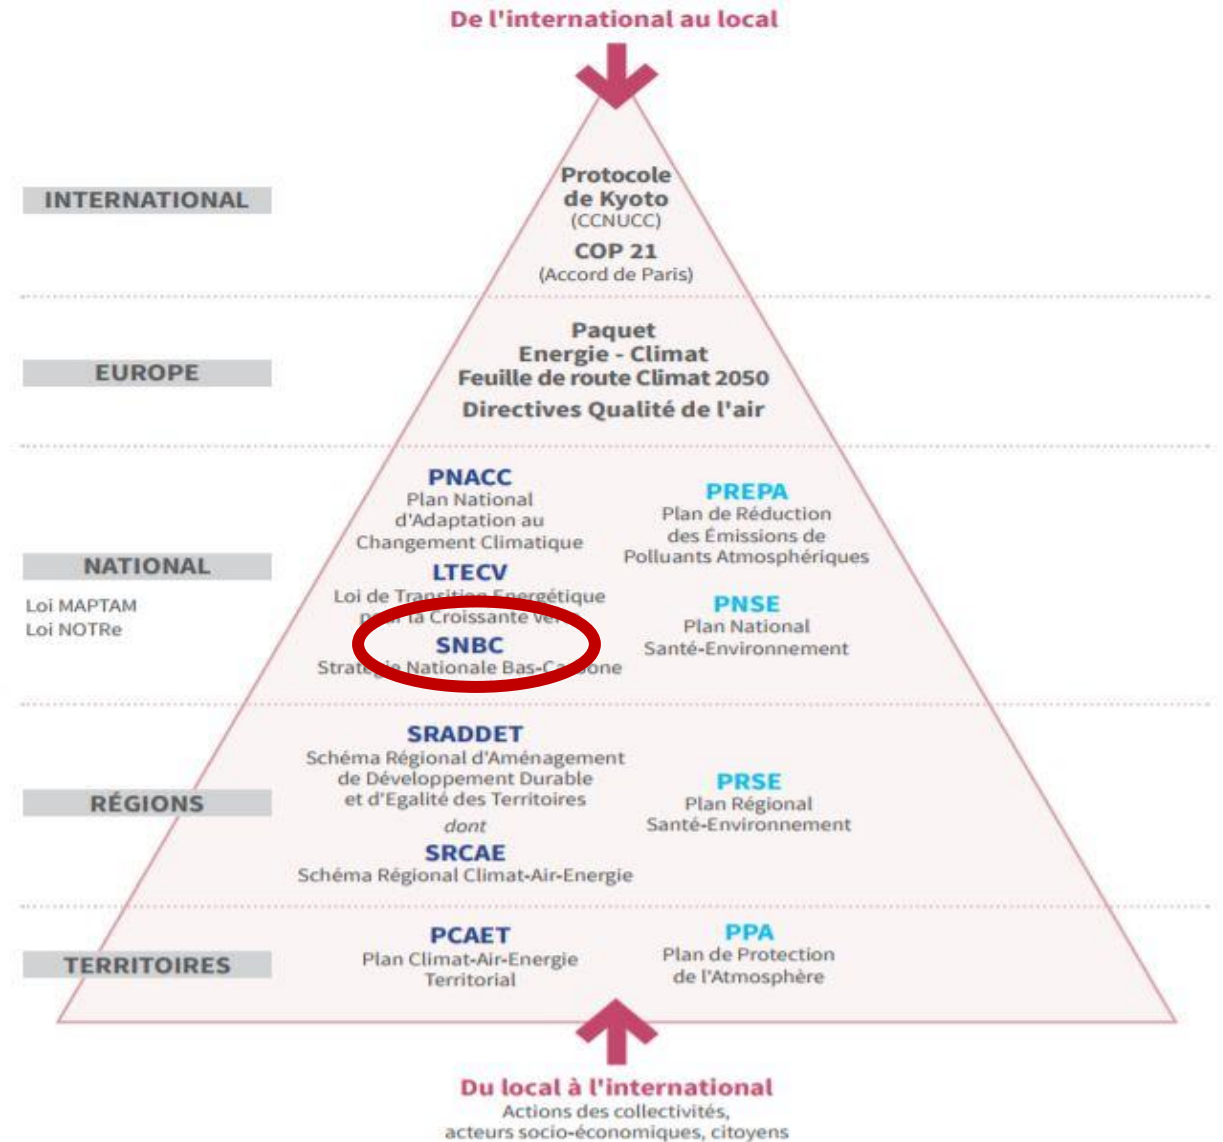 De l'international au local
INTERNATIONAL
Protocole
de Kyoto
(CCNUCC)
COP 21
(Accord de Paris)
EUROPE
Paquet
Energie - Climat
Feuille de route Climat 2050
Directives Qualité de l'air
NATIONAL
Loi MAPTAM
Loi NOTRe
PNACC
Plan National
d'Adaptation au
Changement Climatique
LTECV
Loi de Transition Energétique
pour la Croissante Verte
SNBC
Stratégie Nationale Bas-Carbone
PREPA
Plan de Réduction
des Émissions de
Polluants Atmosphériques
PNSE
Plan National
Santé-Environnement
RÉGIONS
SRADDET
Schéma Régional d'Aménagement
de Développement Durable
et d'Egalité des Territoires
dont
SRCAE
Schéma Régional Climat-Air-Energie
PRSE
Plan Régional
Santé-Environnement
TERRITOIRES
PCAET
Plan Climat-Air-Energie
Territorial
PPA
Plan de Protection
de l'Atmosphère
Du local à l'international
Actions des collectivités,
acteurs socio-économiques, citoyens